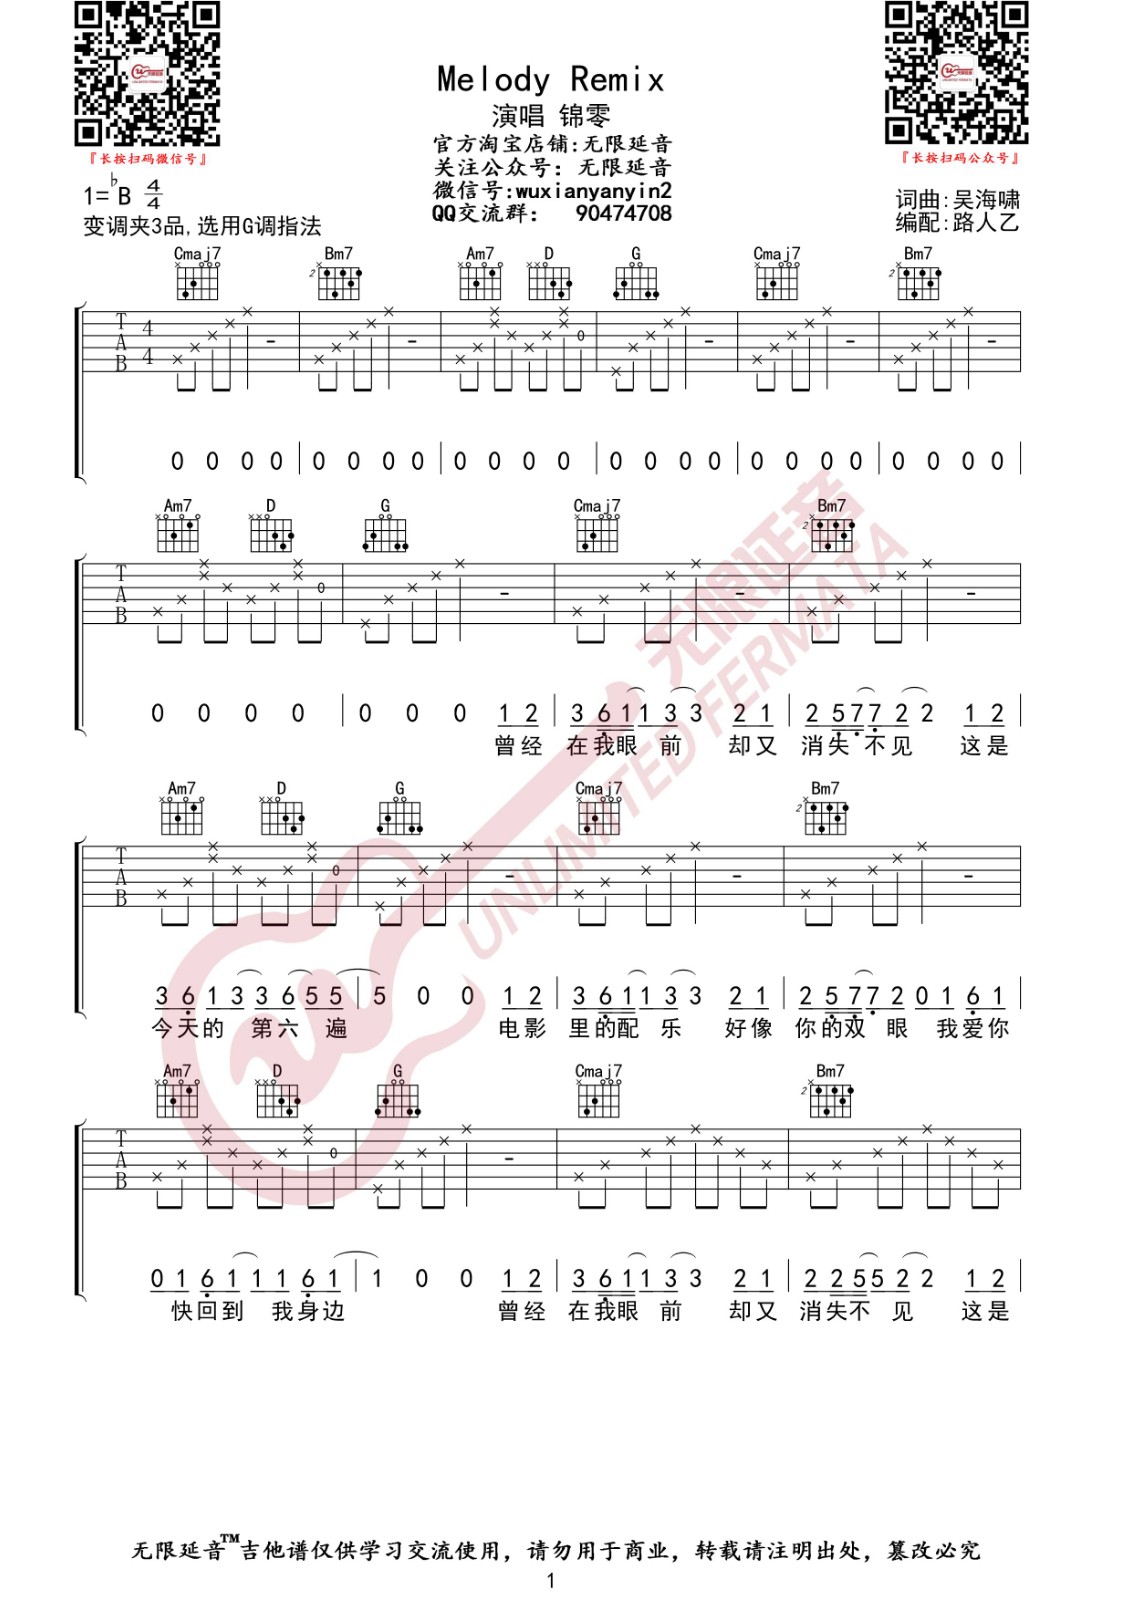 Melody Remix
演唱 锦零
官方淘宝店铺:无限延音
关注公众号: 无限延音
微信号:wuxianyanyin2
QQ交流群: 90474708
『长按扫码微信号』
『长按扫码公众号』
1=♭B 4/4
变调夹3品,选用G调指法
词曲:吴海啸
编配:路人乙
Cmaj7 Bm7 Am7 D G Cmaj7 Bm7
T A B 4 4
0 0 0 0 | 0 0 0 0 | 0 0 0 0 | 0 0 0 0 | 0 0 0 0 | 0 0 0 0 |
Am7 D G Cmaj7 Bm7
T A B
0 0 0 0 | 0 0 0 1 2 | 3 6 1 1 3 3 2 1 | 2 5 7 7 2 2 1 2 |
曾经 在我眼 前 却又 消失 不见 这是
Am7 D G Cmaj7 Bm7
T A B
3 6 1 3 3 6 5 5 | 5 0 0 1 2 | 3 6 1 1 3 3 2 1 | 2 5 7 7 2 0 1 6 1 |
今天的 第六 遍 电影 里的配 乐 好像 你的双 眼 我爱你
Am7 D G Cmaj7 Bm7
T A B
0 1 6 1 1 1 6 1 | 1 0 0 1 2 | 3 6 1 1 3 3 2 1 | 2 2 5 5 2 2 1 2 |
快回到 我身边 曾经 在我眼 前 却又 消失不 见 这是
无限延音
UNLIMITED FERMATA
无限延音™吉他谱仅供学习交流使用，请勿用于商业，转载请注明出处，篡改必究
1